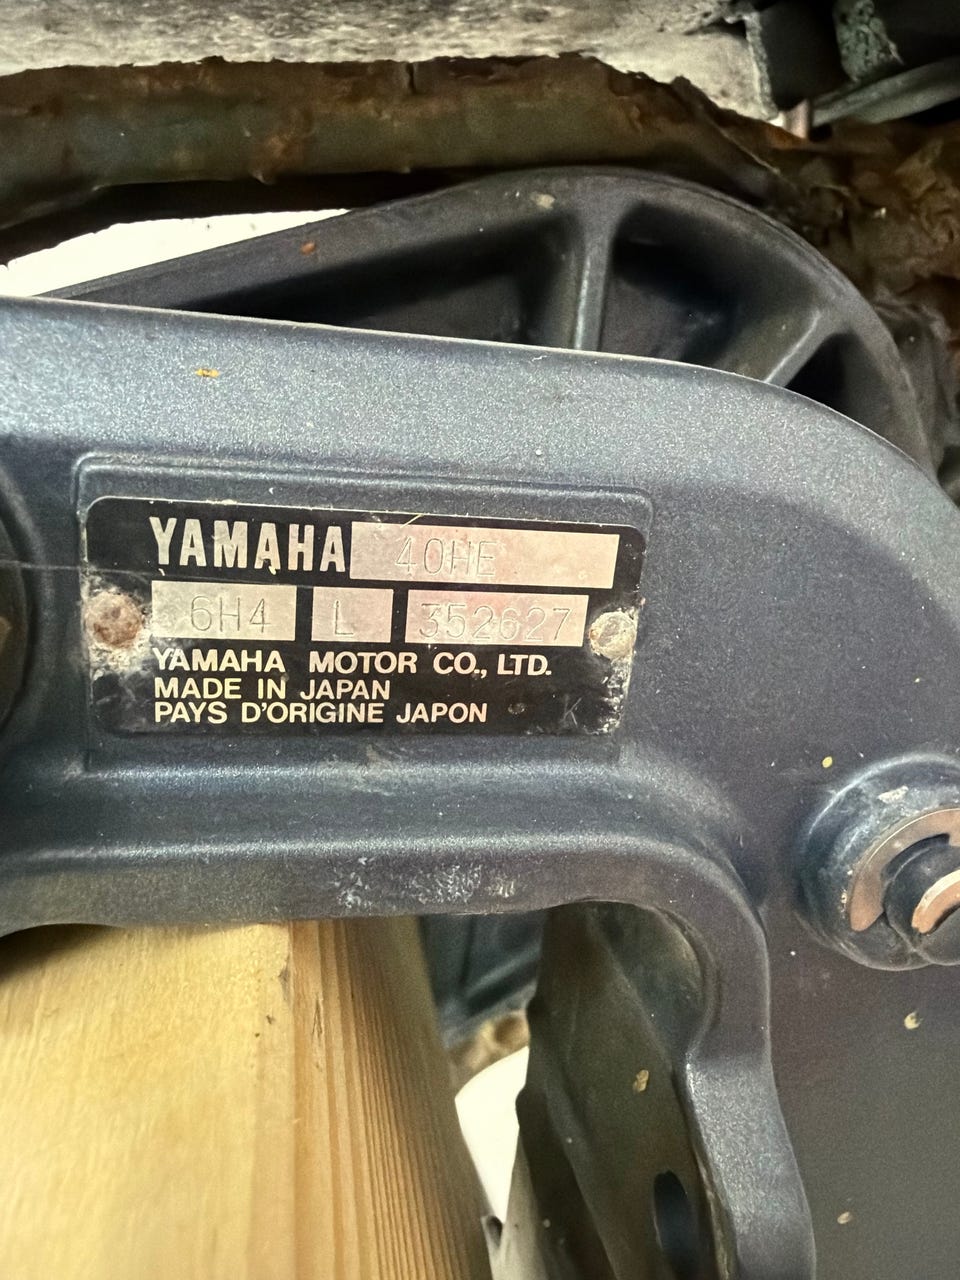 YAMAHA 40HE
6H4 L 352627
YAMAHA MOTOR CO., LTD.
MADE IN JAPAN
PAYS D'ORIGINE JAPON K